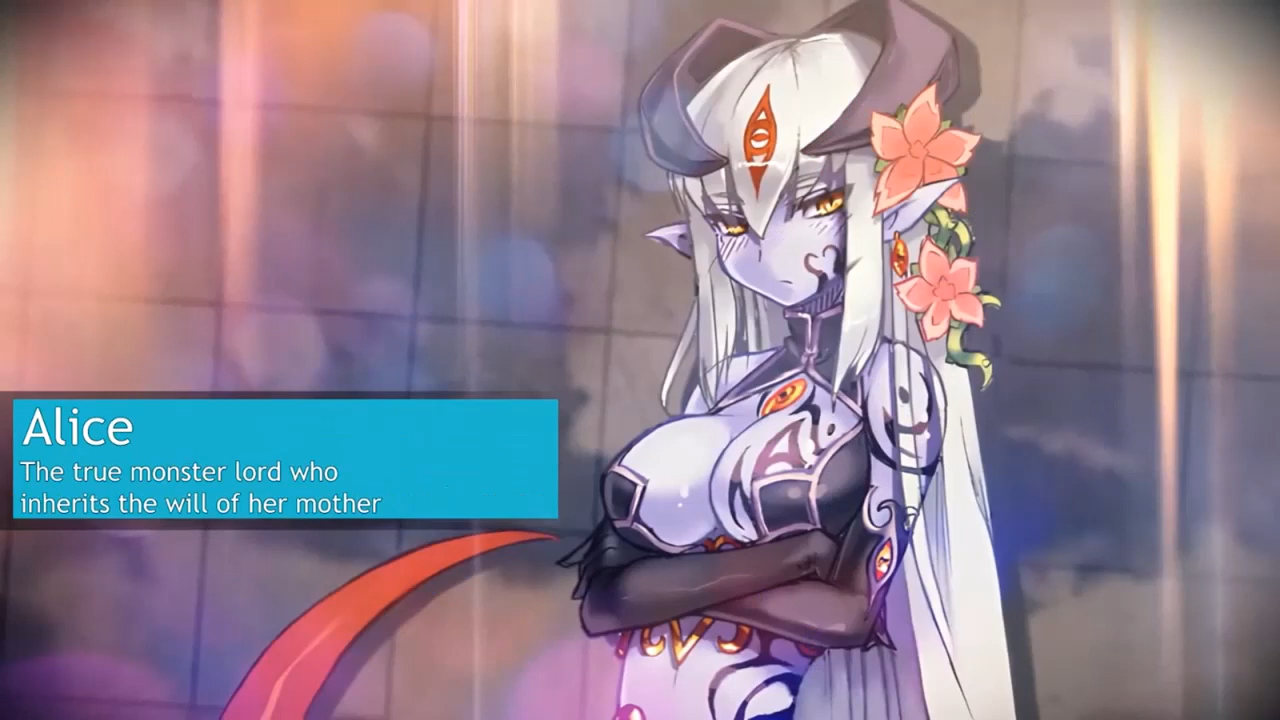 Alice
The true monster lord who
inherits the will of her mother